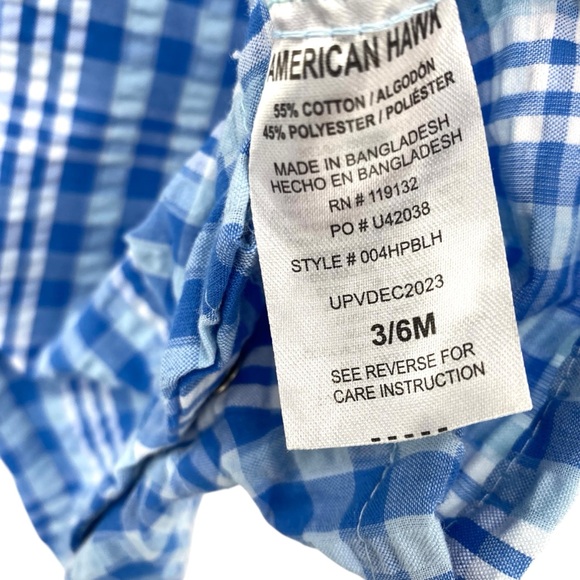 AMERICAN HAWK
55% COTTON / ALGODÓN
45% POLYESTER / POLIÉSTER
MADE IN BANGLADESH
HECHO EN BANGLADESH
RN # 119132
PO # U42038
STYLE # 004HPBLH
UPVDEC2023
3/6M
SEE REVERSE FOR
CARE INSTRUCTION